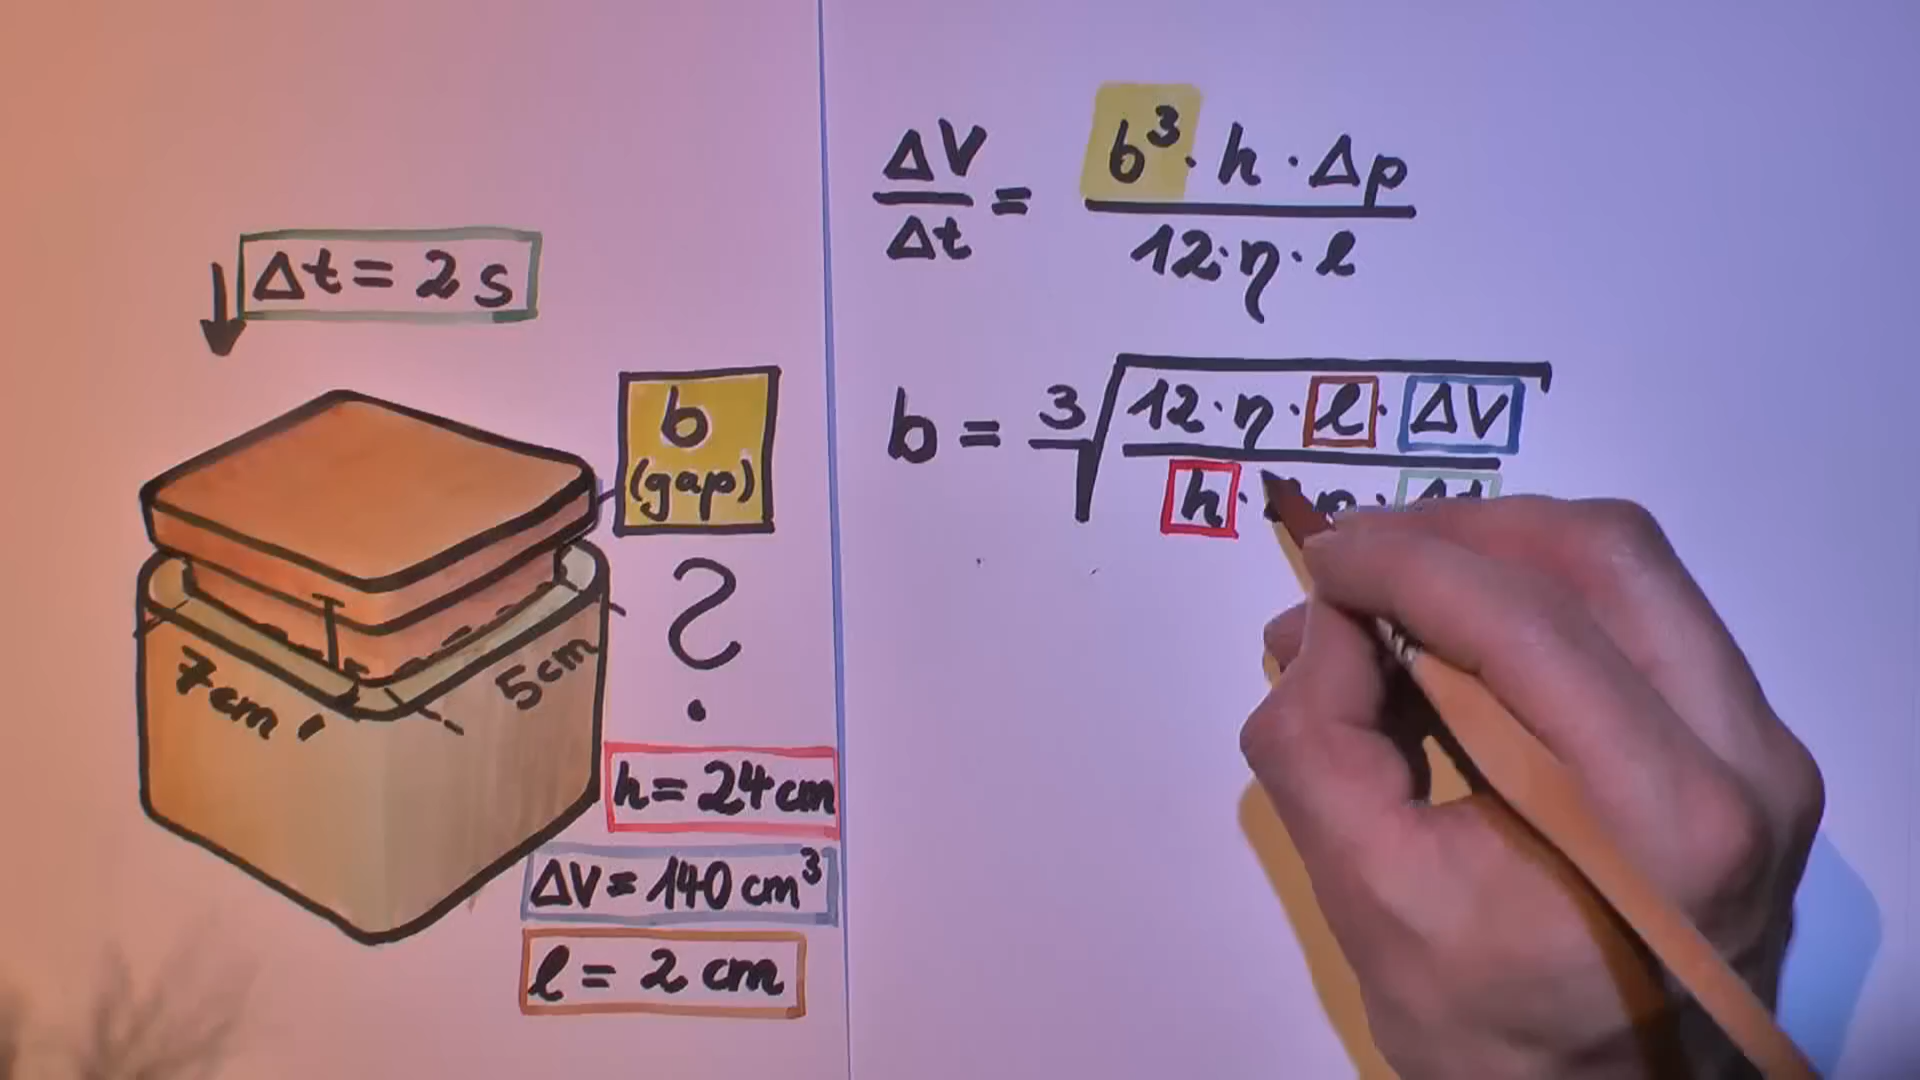 Δt = 2 s
b
(gap)
?
7cm
5cm
h = 24 cm
ΔV = 140 cm³
l = 2 cm
ΔV
Δt
=
b³ · h · Δp
12 · η · l
b = ³√
12 · η · l · ΔV
h ·